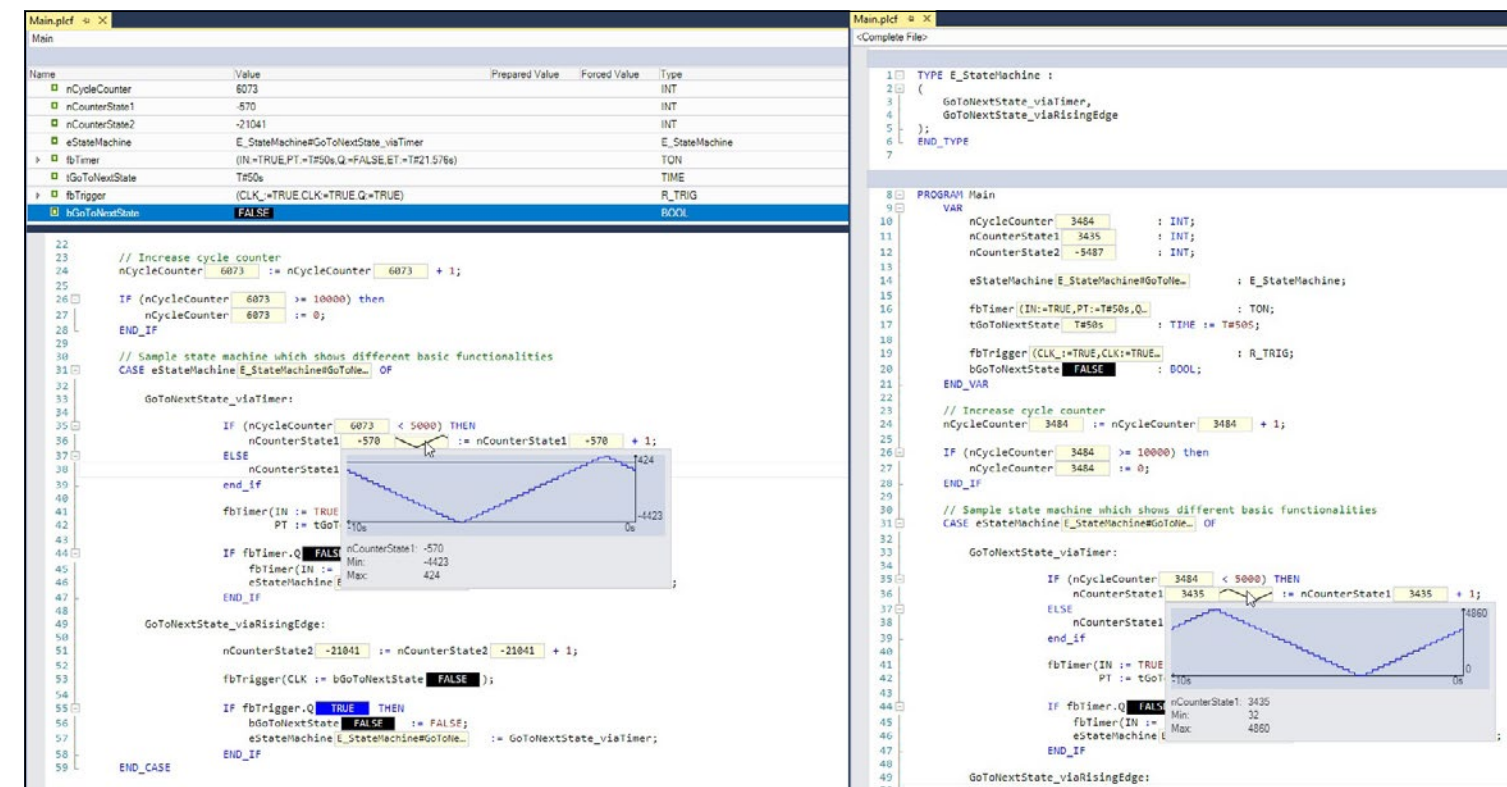 Main.plcf
Main
Name Value Prepared Value Forced Value Type
nCycleCounter 6073 INT
nCounterState1 -570 INT
nCounterState2 -21041 INT
eStateMachine E_StateMachine#GoToNextState_viaTimer E_StateMachine
fbTimer (IN:=TRUE,PT:=T#50s,Q:=FALSE,ET:=T#21.576s) TON
tGoToNextState T#50s TIME
fbTrigger (CLK_:=TRUE,CLK:=TRUE,Q:=TRUE) R_TRIG
bGoToNextState FALSE BOOL
22
23 // Increase cycle counter
24 nCycleCounter 6073 := nCycleCounter 6073 + 1;
25
26 IF (nCycleCounter 6073 >= 10000) then
27 nCycleCounter 6073 := 0;
28 END_IF
29
30 // Sample state machine which shows different basic functionalities
31 CASE eStateMachine E_StateMachine#GoToNe… OF
32
33 GoToNextState_viaTimer:
34
35 IF (nCycleCounter 6073 < 5000) THEN
36 nCounterState1 -570 := nCounterState1 -570 + 1;
37 ELSE
38 nCounterState1
39 end_if
40
41 fbTimer(IN := TRUE
42 PT := tGoT
43
44 IF fbTimer.Q FALS
45 fbTimer(IN :=
46 eStateMachine E ;
47 END_IF
48
49 GoToNextState_viaRisingEdge:
50
51 nCounterState2 -21041 := nCounterState2 -21041 + 1;
52
53 fbTrigger(CLK := bGoToNextState FALSE );
54
55 IF fbTrigger.Q TRUE THEN
56 bGoToNextState FALSE := FALSE;
57 eStateMachine E_StateMachine#GoToNe… := GoToNextState_viaTimer;
58 END_IF
59 END_CASE
424
-4423
-10s 0s
nCounterState1: -570
Min: -4423
Max: 424
Main.plcf
<Complete File>
1 TYPE E_StateMachine :
2 (
3 GoToNextState_viaTimer,
4 GoToNextState_viaRisingEdge
5 );
6 END_TYPE
7
8 PROGRAM Main
9 VAR
10 nCycleCounter 3484 : INT;
11 nCounterState1 3435 : INT;
12 nCounterState2 -5487 : INT;
13
14 eStateMachine E_StateMachine#GoToNe… : E_StateMachine;
15
16 fbTimer (IN:=TRUE,PT:=T#50s,Q… : TON;
17 tGoToNextState T#50s : TIME := T#50S;
18
19 fbTrigger (CLK_:=TRUE,CLK:=TRUE… : R_TRIG;
20 bGoToNextState FALSE : BOOL;
21 END_VAR
22
23 // Increase cycle counter
24 nCycleCounter 3484 := nCycleCounter 3484 + 1;
25
26 IF (nCycleCounter 3484 >= 10000) then
27 nCycleCounter 3484 := 0;
28 END_IF
29
30 // Sample state machine which shows different basic functionalities
31 CASE eStateMachine E_StateMachine#GoToNe… OF
32
33 GoToNextState_viaTimer:
34
35 IF (nCycleCounter 3484 < 5000) THEN
36 nCounterState1 3435 := nCounterState1 3435 + 1;
37 ELSE
38 nCounterState1
39 end_if
40
41 fbTimer(IN := TRUE
42 PT := tGoT
43
44 IF fbTimer.Q FALS
45 fbTimer(IN :=
46 eStateMachine E ;
47 END_IF
48
49 GoToNextState_viaRisingEdge:
4860
0
-10s 0s
nCounterState1: 3435
Min: 32
Max: 4860